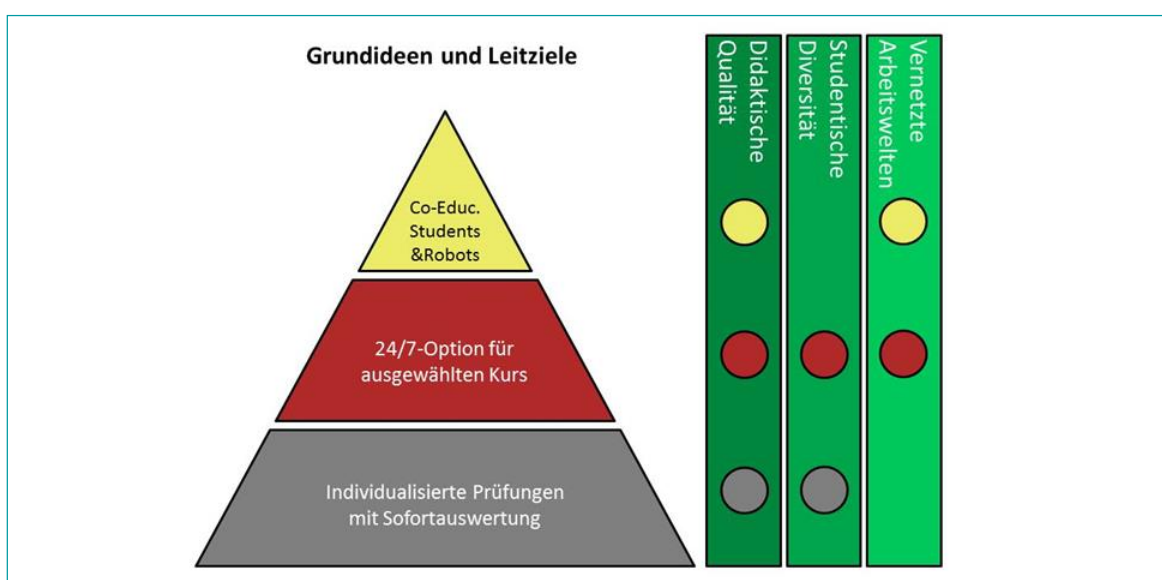 Grundideen und Leitziele
Co-Educ.
Students
&Robots
24/7-Option für
ausgewählten Kurs
Individualisierte Prüfungen
mit Sofortauswertung
Didaktische
Qualität
Studentische
Diversität
Vernetzte
Arbeitswelten